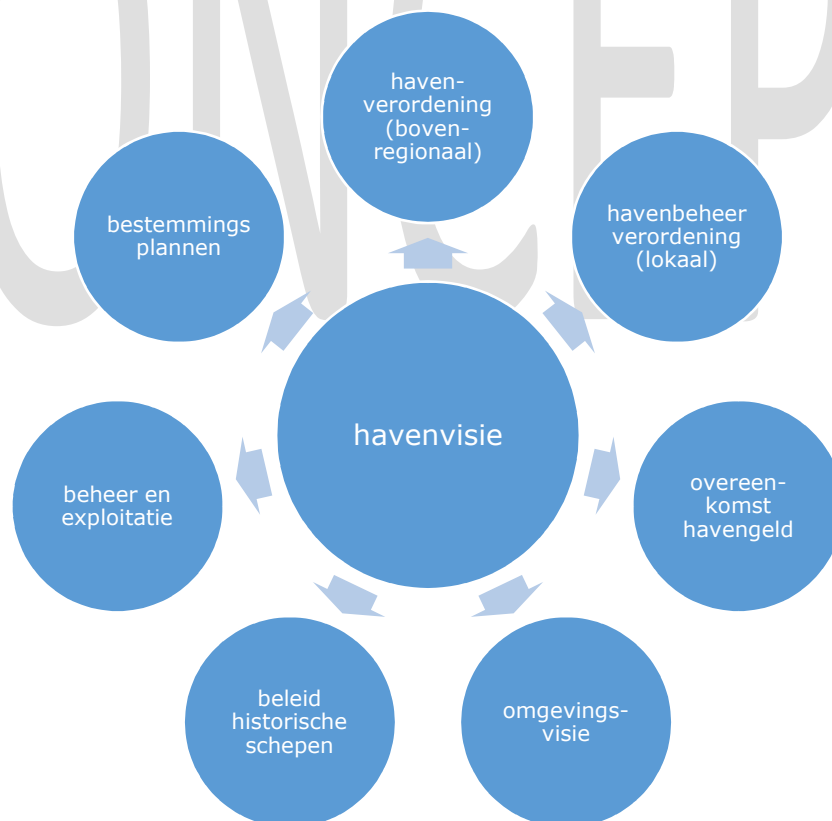 CONCEP
haven-
verordening
(boven-
regionaal)
havenbeheer
verordening
(lokaal)
overeen-
komst
havengeld
omgevings-
visie
beleid
historische
schepen
beheer en
exploitatie
bestemmings
plannen
havenvisie